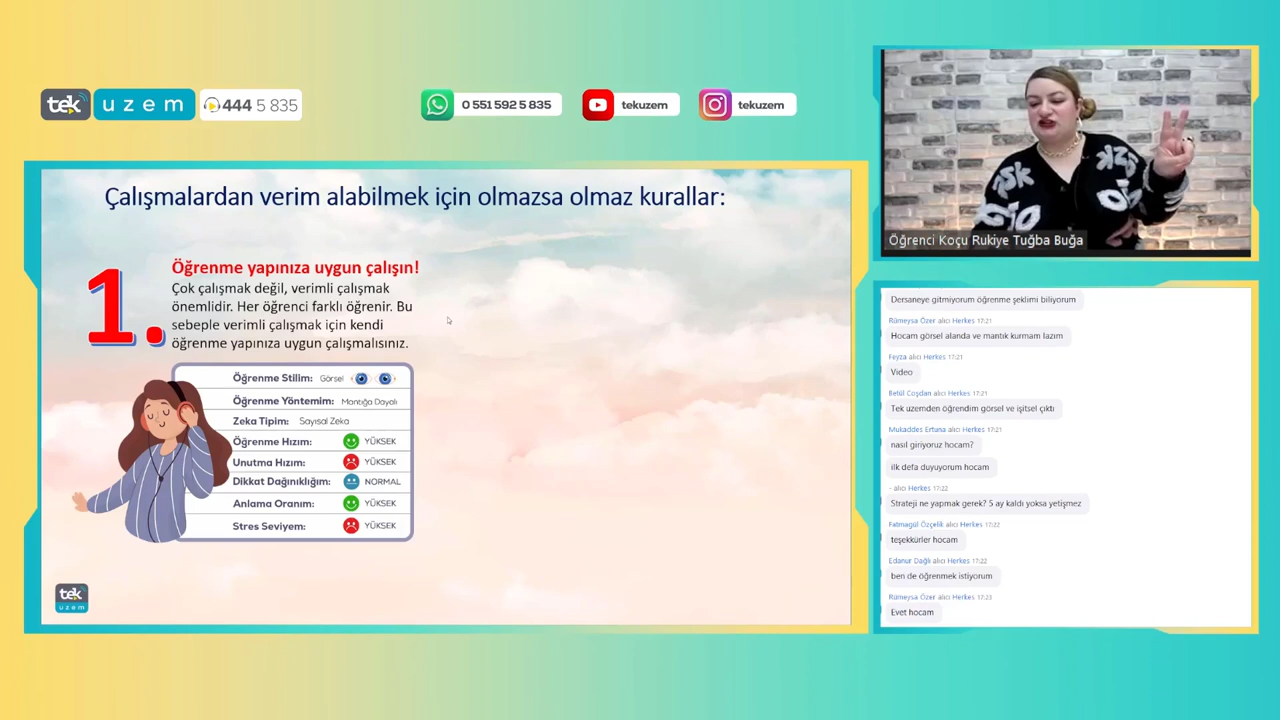 tek
uzem
444 5 835
0 551 592 5 835
tekuzem
tekuzem
Çalışmalardan verim alabilmek için olmazsa olmaz kurallar:
1.
Öğrenme yapınıza uygun çalışın!
Çok çalışmak değil, verimli çalışmak
önemlidir. Her öğrenci farklı öğrenir. Bu
sebeple verimli çalışmak için kendi
öğrenme yapınıza uygun çalışmalısınız.
Öğrenme Stilim: Görsel
Öğrenme Yöntemim: Mantığa Dayalı
Zeka Tipim: Sayısal Zeka
Öğrenme Hızım: YÜKSEK
Unutma Hızım: YÜKSEK
Dikkat Dağınıklığım: NORMAL
Anlama Oranım: YÜKSEK
Stres Seviyem: YÜKSEK
tek
uzem
Öğrenci Koçu Rukiye Tuğba Buğa
Dersaneye gitmiyorum öğrenme şeklimi biliyorum
Rümeysa Özer alıcı Herkes 17:21
Hocam görsel alanda ve mantık kurmam lazım
Feyza alıcı Herkes 17:21
Video
Betül Coşdan alıcı Herkes 17:21
Tek uzemden öğrendim görsel ve işitsel çıktı
Mukaddes Ertuna alıcı Herkes 17:21
nasıl giriyoruz hocam?
ilk defa duyuyorum hocam
- alıcı Herkes 17:22
Strateji ne yapmak gerek? 5 ay kaldı yoksa yetişmez
Fatmagül Özçelik alıcı Herkes 17:22
teşekkürler hocam
Edanur Dağlı alıcı Herkes 17:22
ben de öğrenmek istiyorum
Rümeysa Özer alıcı Herkes 17:23
Evet hocam